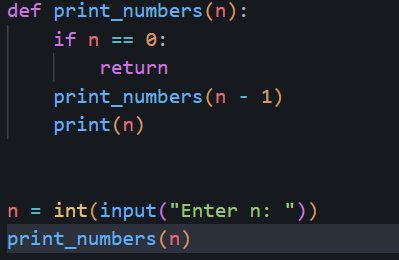 def print_numbers(n):
    if n == 0:
        return
    print_numbers(n - 1)
    print(n)
n = int(input("Enter n: "))
print_numbers(n)